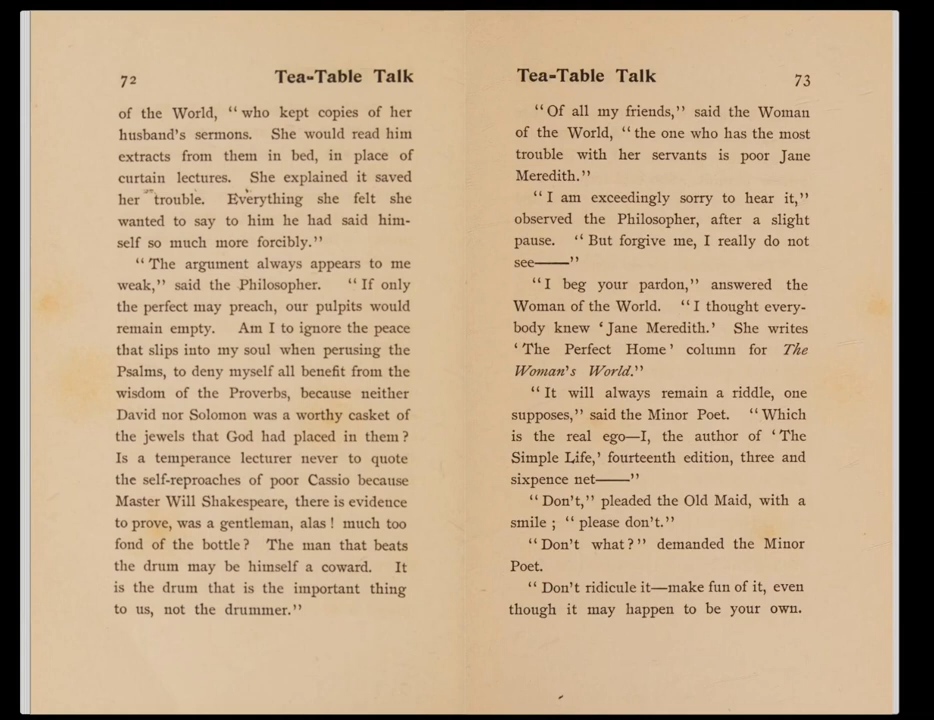 72
Tea-Table Talk
of the World, “ who kept copies of her
husband’s sermons. She would read him
extracts from them in bed, in place of
curtain lectures. She explained it saved
her trouble. Everything she felt she
wanted to say to him he had said him-
self so much more forcibly.”
“ The argument always appears to me
weak,” said the Philosopher. “ If only
the perfect may preach, our pulpits would
remain empty. Am I to ignore the peace
that slips into my soul when perusing the
Psalms, to deny myself all benefit from the
wisdom of the Proverbs, because neither
David nor Solomon was a worthy casket of
the jewels that God had placed in them ?
Is a temperance lecturer never to quote
the self-reproaches of poor Cassio because
Master Will Shakespeare, there is evidence
to prove, was a gentleman, alas ! much too
fond of the bottle ? The man that beats
the drum may be himself a coward. It
is the drum that is the important thing
to us, not the drummer.”
Tea-Table Talk
73
“ Of all my friends,” said the Woman
of the World, “ the one who has the most
trouble with her servants is poor Jane
Meredith.”
“ I am exceedingly sorry to hear it,”
observed the Philosopher, after a slight
pause. “ But forgive me, I really do not
see——”
“ I beg your pardon,” answered the
Woman of the World. “ I thought every-
body knew ‘ Jane Meredith.’ She writes
‘ The Perfect Home ’ column for The
Woman’s World.”
“ It will always remain a riddle, one
supposes,” said the Minor Poet. “ Which
is the real ego—I, the author of ‘ The
Simple Life,’ fourteenth edition, three and
sixpence net——”
“ Don’t,” pleaded the Old Maid, with a
smile ; “ please don’t.”
“ Don’t what ? ” demanded the Minor
Poet.
“ Don’t ridicule it—make fun of it, even
though it may happen to be your own.